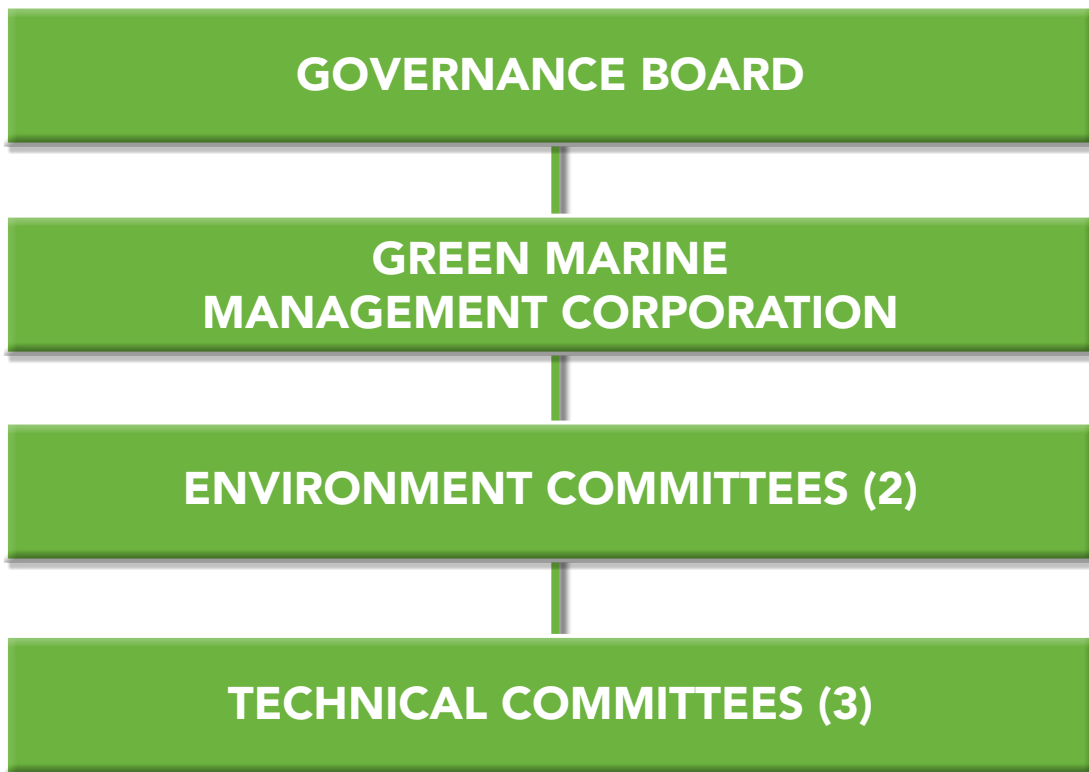 GOVERNANCE BOARD
GREEN MARINE
MANAGEMENT CORPORATION
ENVIRONMENT COMMITTEES (2)
TECHNICAL COMMITTEES (3)